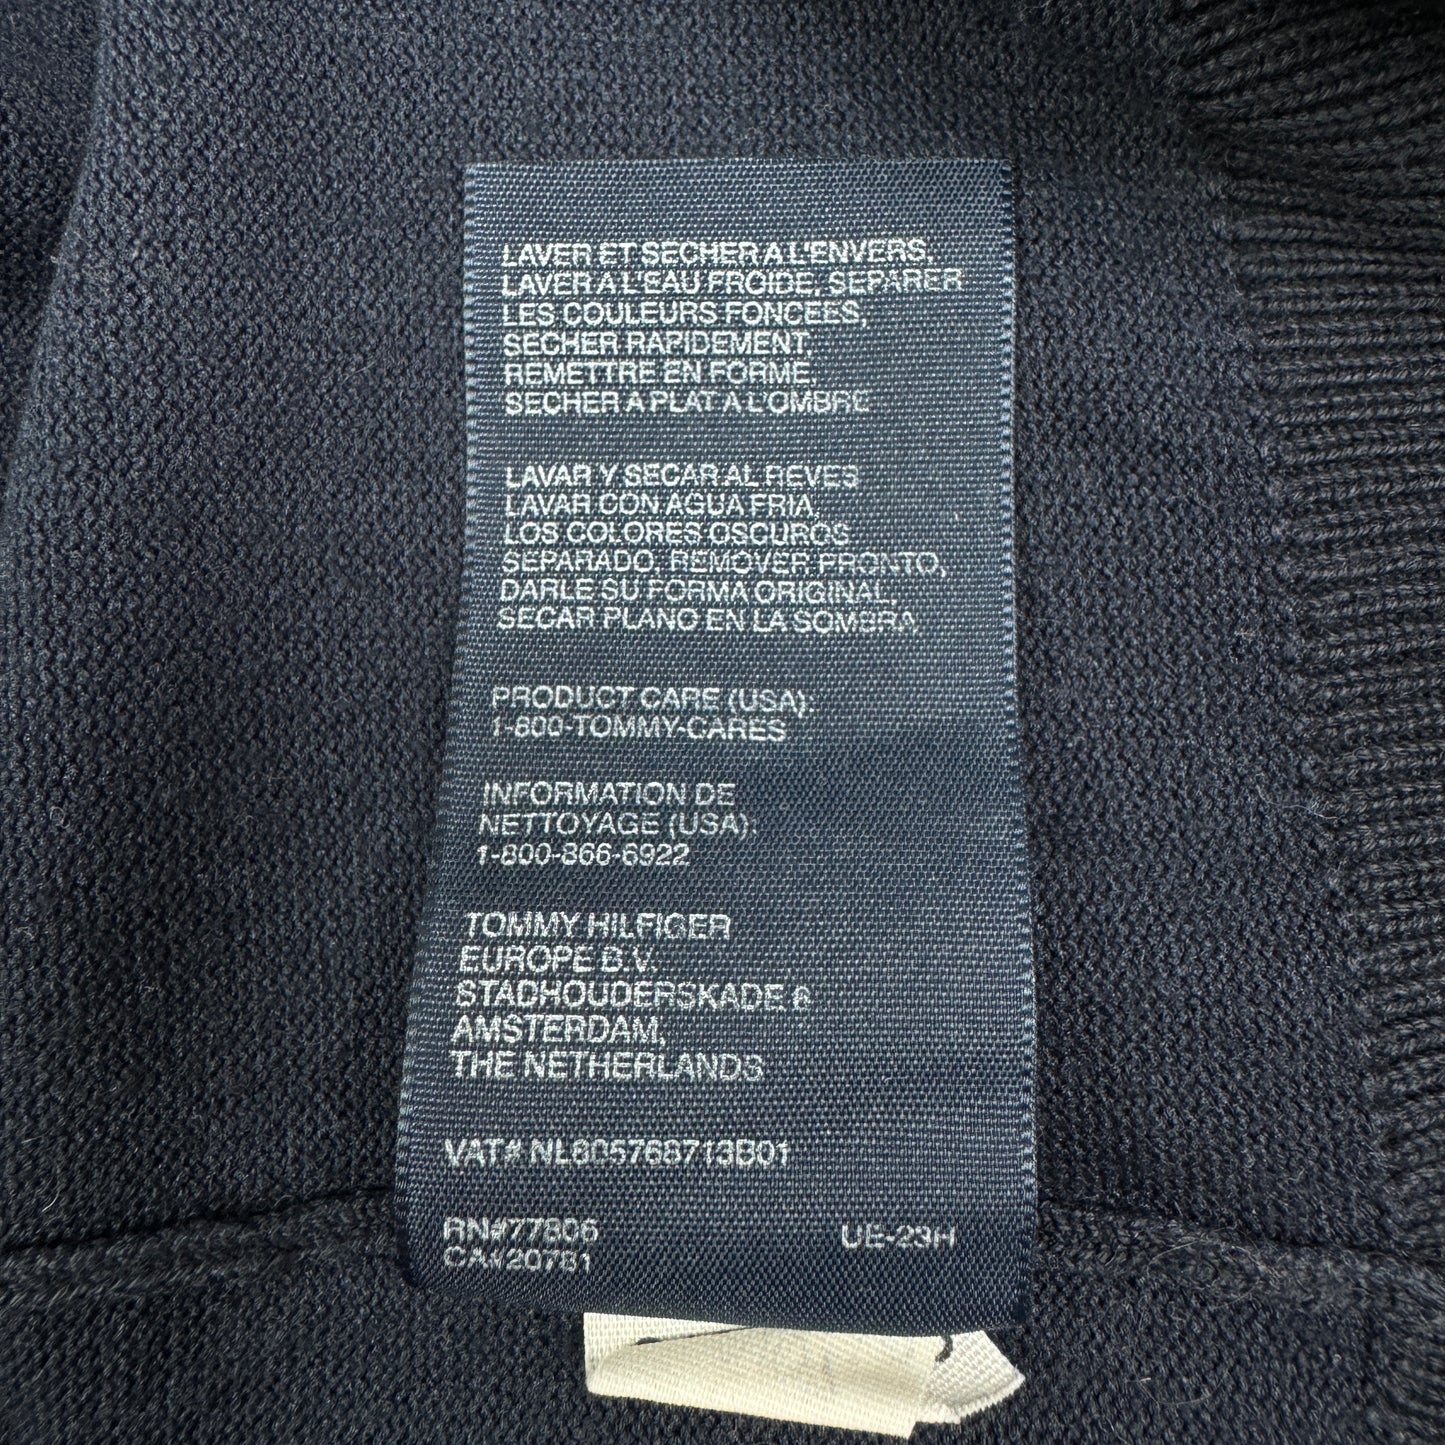 LAVER ET SECHER A L'ENVERS,
LAVER A L'EAU FROIDE, SEPARER
LES COULEURS FONCEES,
SECHER RAPIDEMENT,
REMETTRE EN FORME,
SECHER A PLAT A L'OMBRE
LAVAR Y SECAR AL REVES
LAVAR CON AGUA FRIA,
LOS COLORES OSCUROS
SEPARADO, REMOVER PRONTO,
DARLE SU FORMA ORIGINAL,
SECAR PLANO EN LA SOMBRA,
PRODUCT CARE (USA):
1-800-TOMMY-CARES
INFORMATION DE
NETTOYAGE (USA):
1-800-866-6922
TOMMY HILFIGER
EUROPE B.V.
STADHOUDERSKADE 6
AMSTERDAM,
THE NETHERLANDS
VAT# NL805768713B01
RN#77806
CA#20781
UE-23H